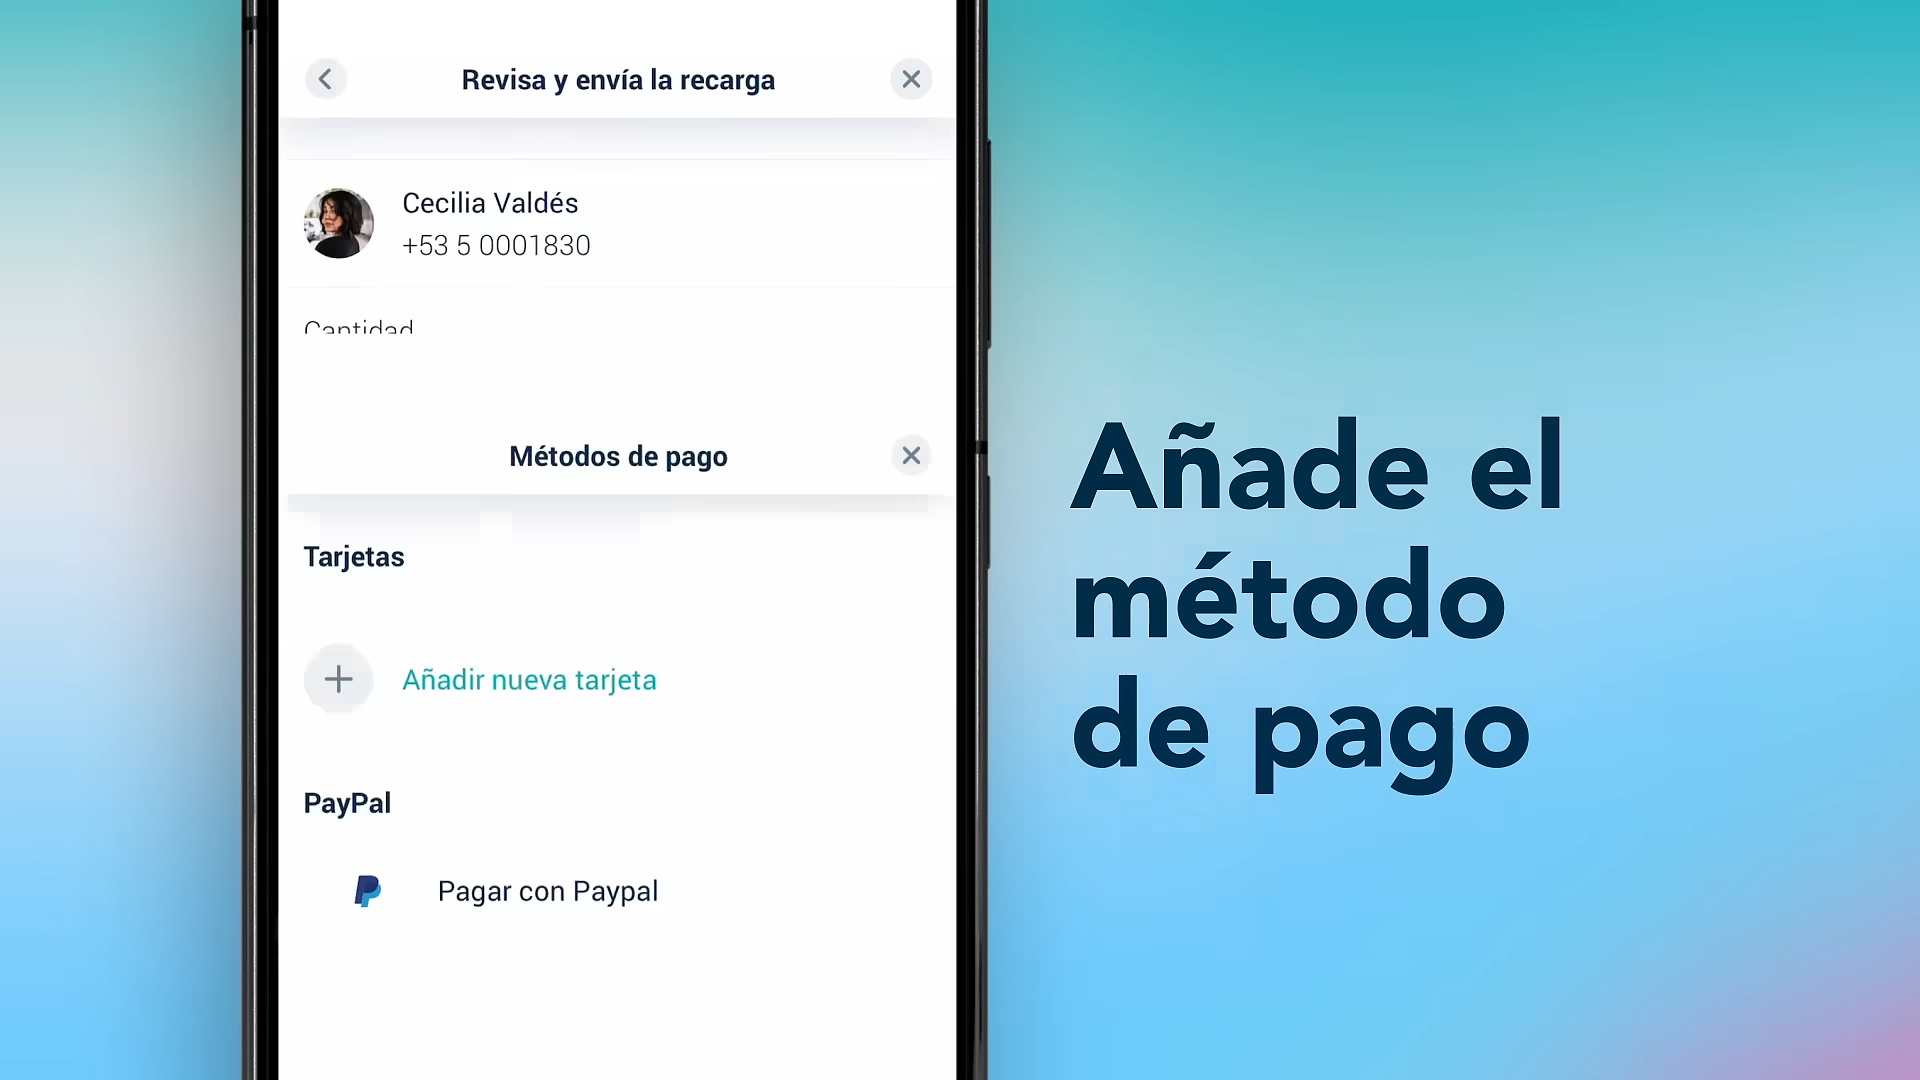 Revisa y envía la recarga
Cecilia Valdés
+53 5 0001830
Cantidad
Métodos de pago
Tarjetas
Añadir nueva tarjeta
PayPal
Pagar con Paypal
Añade el
método
de pago